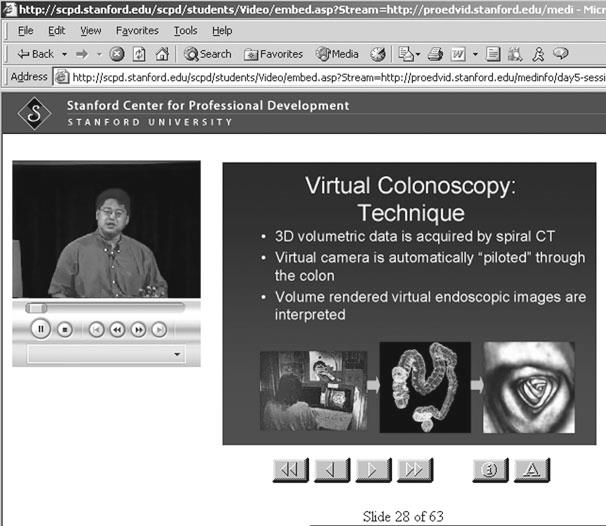 http://scpd.stanford.edu/scpd/students/Video/embed.asp?Stream=http://proedvid.stanford.edu/medi - Micr
File Edit View Favorites Tools Help
Back Search Favorites Media
Address http://scpd.stanford.edu/scpd/students/Video/embed.asp?Stream=http://proedvid.stanford.edu/medinfo/day5-sessi
S Stanford Center for Professional Development
STANFORD UNIVERSITY
Virtual Colonoscopy:
Technique
• 3D volumetric data is acquired by spiral CT
• Virtual camera is automatically "piloted" through
the colon
• Volume rendered virtual endoscopic images are
interpreted
i A
Slide 28 of 63